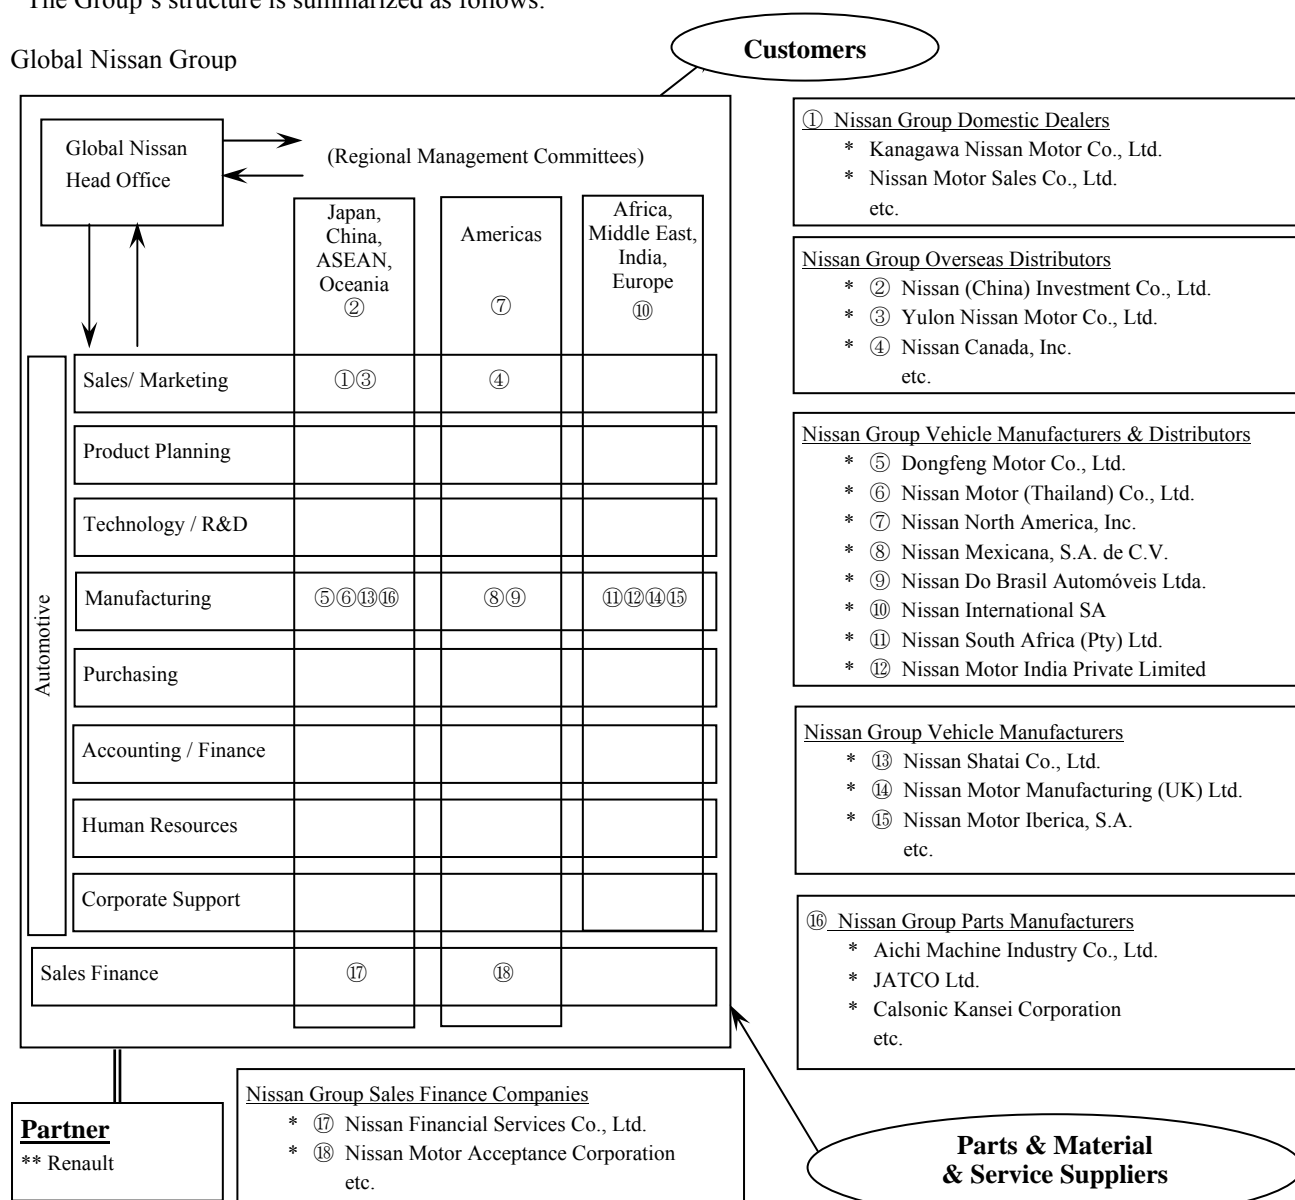 The Group's structure is summarized as follows:
Global Nissan Group
Customers
Global Nissan
Head Office
(Regional Management Committees)
Japan,
China,
ASEAN,
Oceania
②
Americas
⑦
Africa,
Middle East,
India,
Europe
⑩
Automotive
Sales/ Marketing
①③
④
Product Planning
Technology / R&D
Manufacturing
⑤⑥⑬⑯
⑧⑨
⑪⑫⑭⑮
Purchasing
Accounting / Finance
Human Resources
Corporate Support
Sales Finance
⑰
⑱
① Nissan Group Domestic Dealers
* Kanagawa Nissan Motor Co., Ltd.
* Nissan Motor Sales Co., Ltd.
etc.
Nissan Group Overseas Distributors
* ② Nissan (China) Investment Co., Ltd.
* ③ Yulon Nissan Motor Co., Ltd.
* ④ Nissan Canada, Inc.
etc.
Nissan Group Vehicle Manufacturers & Distributors
* ⑤ Dongfeng Motor Co., Ltd.
* ⑥ Nissan Motor (Thailand) Co., Ltd.
* ⑦ Nissan North America, Inc.
* ⑧ Nissan Mexicana, S.A. de C.V.
* ⑨ Nissan Do Brasil Automóveis Ltda.
* ⑩ Nissan International SA
* ⑪ Nissan South Africa (Pty) Ltd.
* ⑫ Nissan Motor India Private Limited
Nissan Group Vehicle Manufacturers
* ⑬ Nissan Shatai Co., Ltd.
* ⑭ Nissan Motor Manufacturing (UK) Ltd.
* ⑮ Nissan Motor Iberica, S.A.
etc.
⑯ Nissan Group Parts Manufacturers
* Aichi Machine Industry Co., Ltd.
* JATCO Ltd.
* Calsonic Kansei Corporation
etc.
Partner
** Renault
Nissan Group Sales Finance Companies
* ⑰ Nissan Financial Services Co., Ltd.
* ⑱ Nissan Motor Acceptance Corporation
etc.
Parts & Material
& Service Suppliers